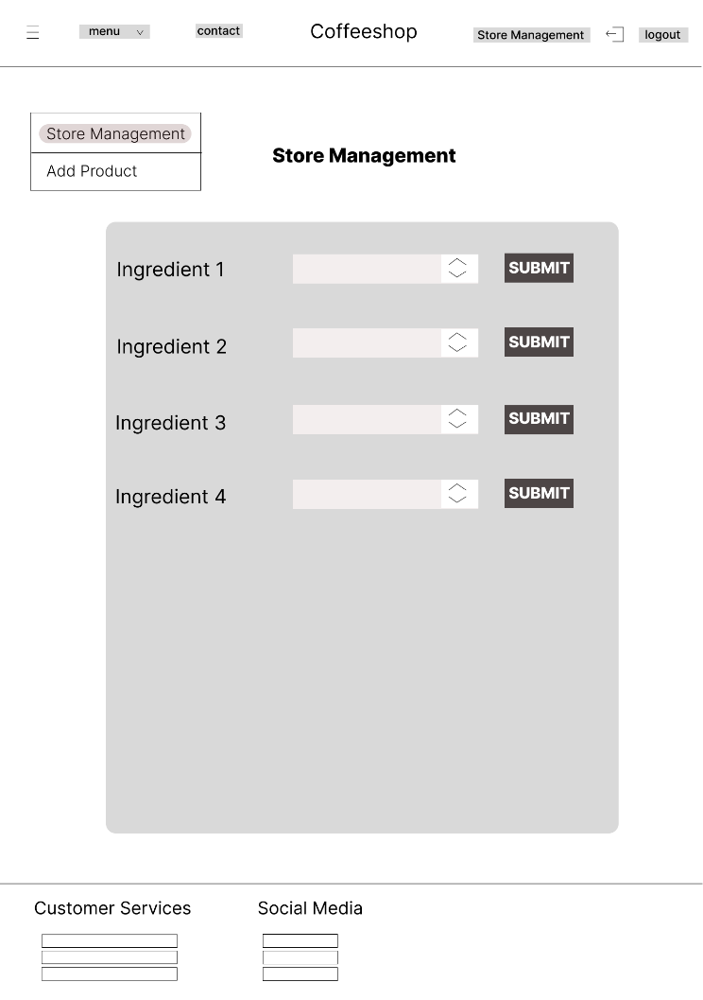 menu
contact
Coffeeshop
Store Management
logout
Store Management
Add Product
Store Management
Ingredient 1
SUBMIT
Ingredient 2
SUBMIT
Ingredient 3
SUBMIT
Ingredient 4
SUBMIT
Customer Services
Social Media